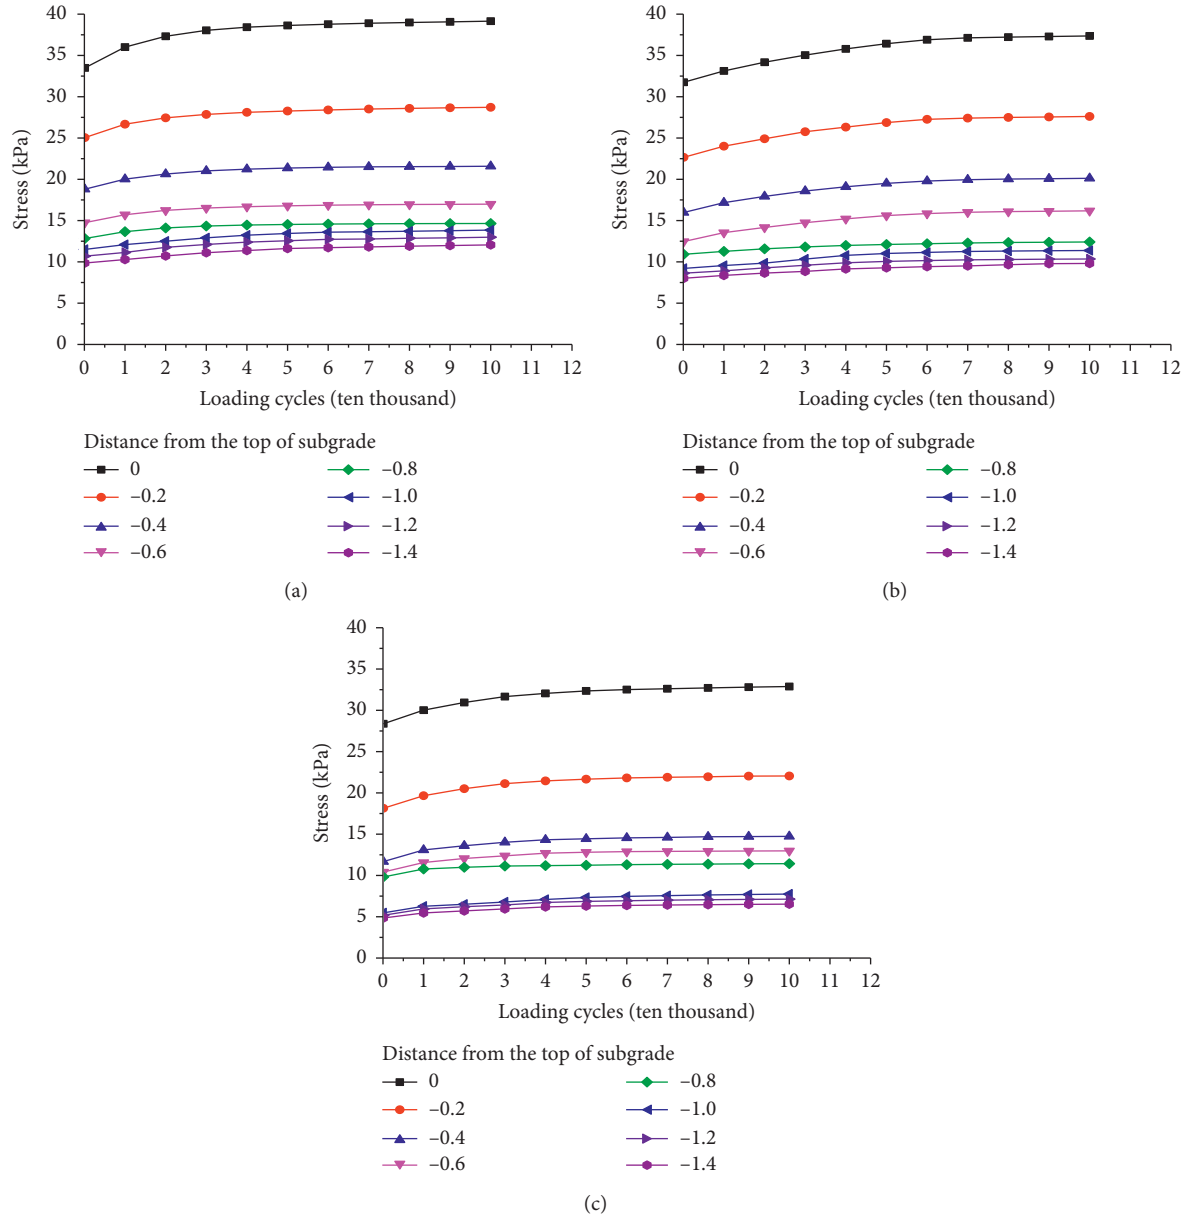 40
35
30
25
20
15
10
5
0
Stress (kPa)
0 1 2 3 4 5 6 7 8 9 10 11 12
Loading cycles (ten thousand)
Distance from the top of subgrade
0 –0.8
–0.2 –1.0
–0.4 –1.2
–0.6 –1.4
(a)
40
35
30
25
20
15
10
5
0
Stress (kPa)
0 1 2 3 4 5 6 7 8 9 10 11 12
Loading cycles (ten thousand)
Distance from the top of subgrade
0 –0.8
–0.2 –1.0
–0.4 –1.2
–0.6 –1.4
(b)
40
35
30
25
20
15
10
5
0
Stress (kPa)
0 1 2 3 4 5 6 7 8 9 10 11 12
Loading cycles (ten thousand)
Distance from the top of subgrade
0 –0.8
–0.2 –1.0
–0.4 –1.2
–0.6 –1.4
(c)